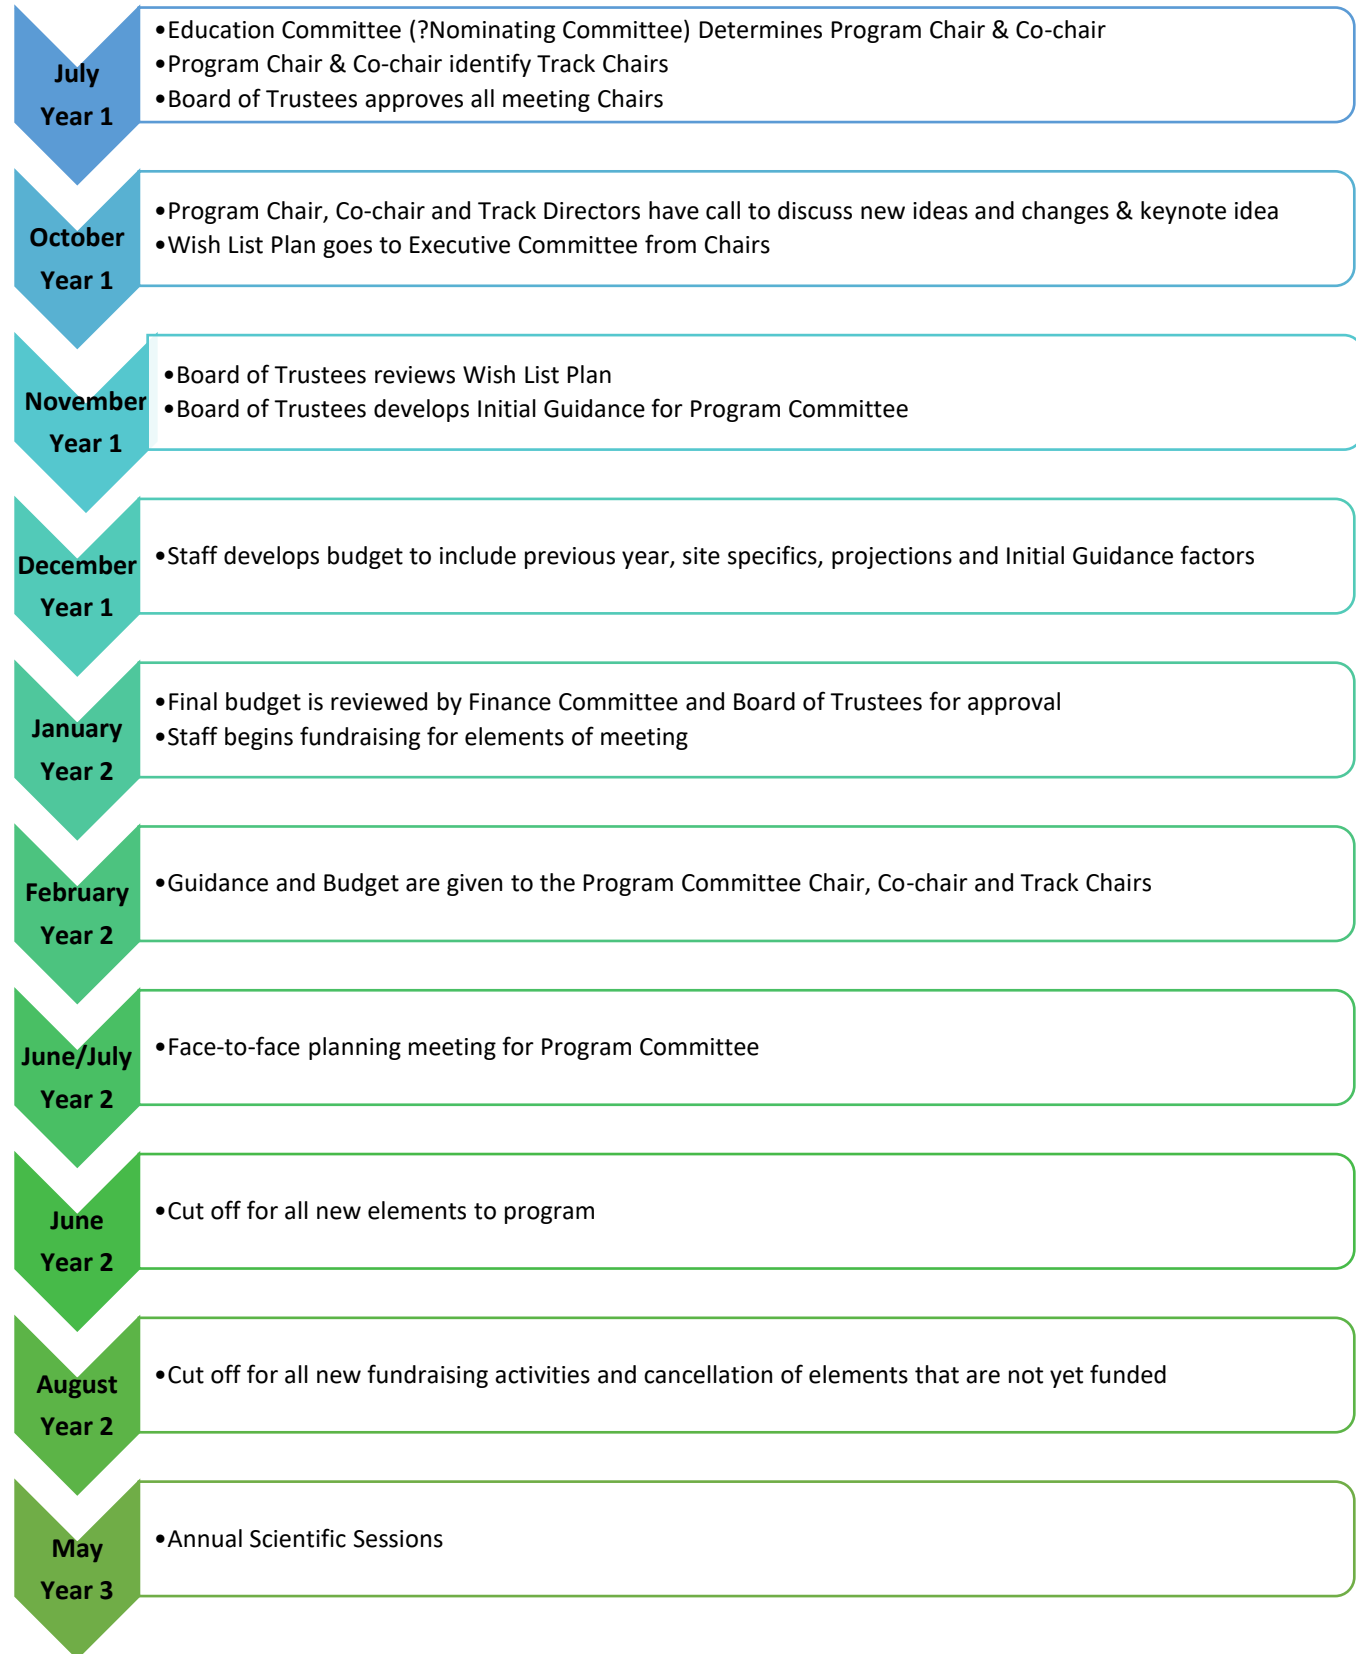 July
Year 1
•Education Committee (?Nominating Committee) Determines Program Chair & Co-chair
•Program Chair & Co-chair identify Track Chairs
•Board of Trustees approves all meeting Chairs
October
Year 1
•Program Chair, Co-chair and Track Directors have call to discuss new ideas and changes & keynote idea
•Wish List Plan goes to Executive Committee from Chairs
November
Year 1
•Board of Trustees reviews Wish List Plan
•Board of Trustees develops Initial Guidance for Program Committee
December
Year 1
•Staff develops budget to include previous year, site specifics, projections and Initial Guidance factors
January
Year 2
•Final budget is reviewed by Finance Committee and Board of Trustees for approval
•Staff begins fundraising for elements of meeting
February
Year 2
•Guidance and Budget are given to the Program Committee Chair, Co-chair and Track Chairs
June/July
Year 2
•Face-to-face planning meeting for Program Committee
June
Year 2
•Cut off for all new elements to program
August
Year 2
•Cut off for all new fundraising activities and cancellation of elements that are not yet funded
May
Year 3
•Annual Scientific Sessions